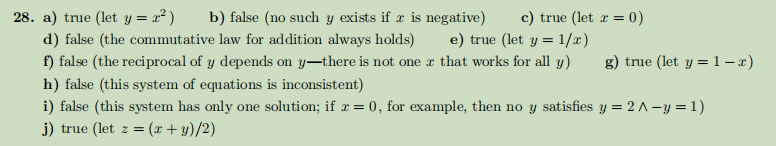 28. a) true (let y = x²) b) false (no such y exists if x is negative) c) true (let x = 0)
d) false (the commutative law for addition always holds) e) true (let y = 1/x)
f) false (the reciprocal of y depends on y—there is not one x that works for all y) g) true (let y = 1 − x)
h) false (this system of equations is inconsistent)
i) false (this system has only one solution; if x = 0, for example, then no y satisfies y = 2 ∧ −y = 1)
j) true (let z = (x + y)/2)